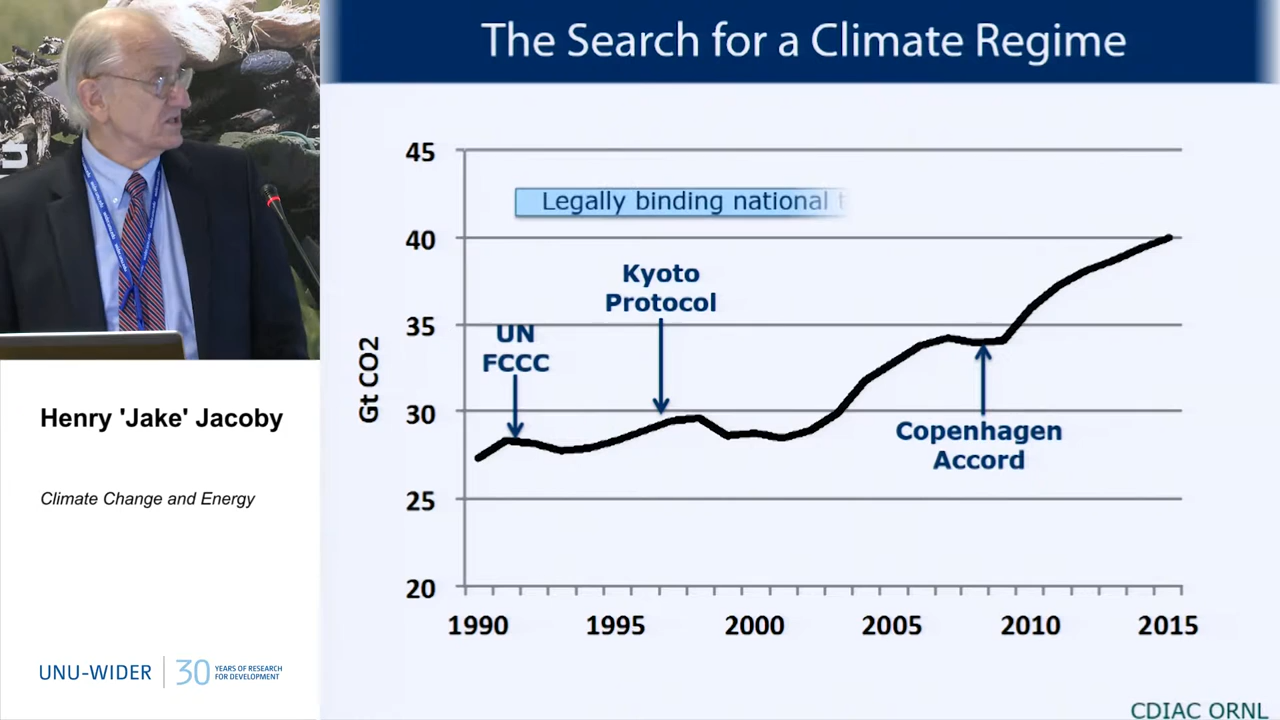 The Search for a Climate Regime
45
Legally binding national
40
Kyoto
Protocol
35
UN
FCCC
Gt CO2
30
Copenhagen
Accord
25
20
1990 1995 2000 2005 2010 2015
CDIAC ORNL
Henry 'Jake' Jacoby
Climate Change and Energy
UNU-WIDER
30 YEARS OF RESEARCH
FOR DEVELOPMENT